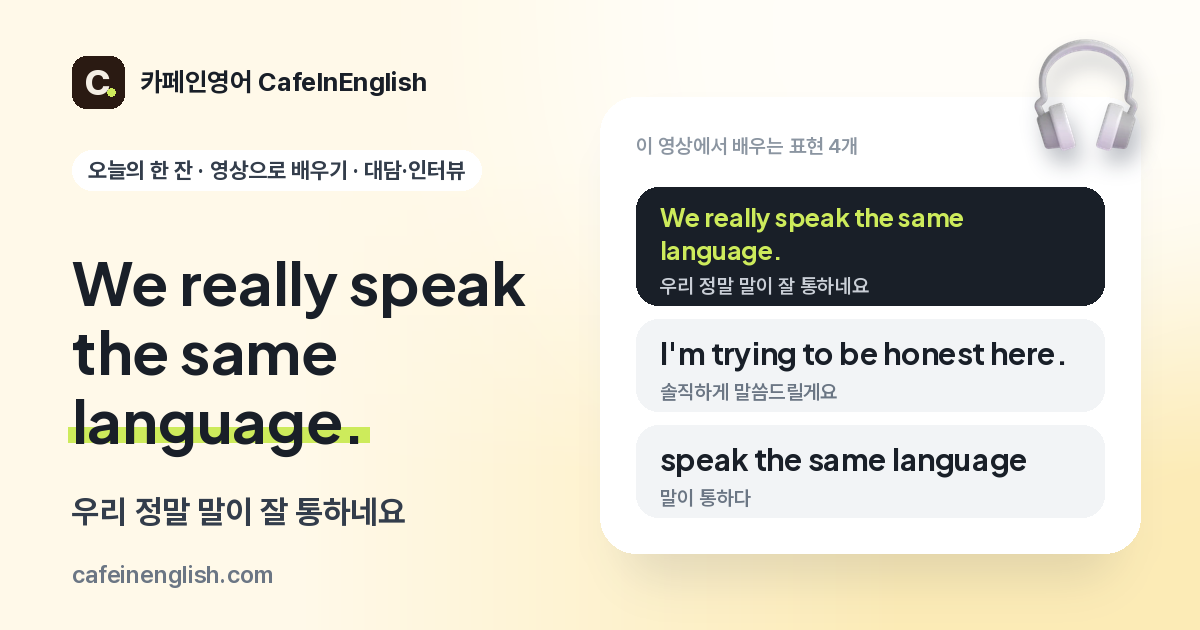 C
카페인영어 CafeInEnglish
오늘의 한 잔 · 영상으로 배우기 · 대담·인터뷰
We really speak
the same
language.
우리 정말 말이 잘 통하네요
cafeinenglish.com
이 영상에서 배우는 표현 4개
We really speak the same
language.
우리 정말 말이 잘 통하네요
I'm trying to be honest here.
솔직하게 말씀드릴게요
speak the same language
말이 통하다